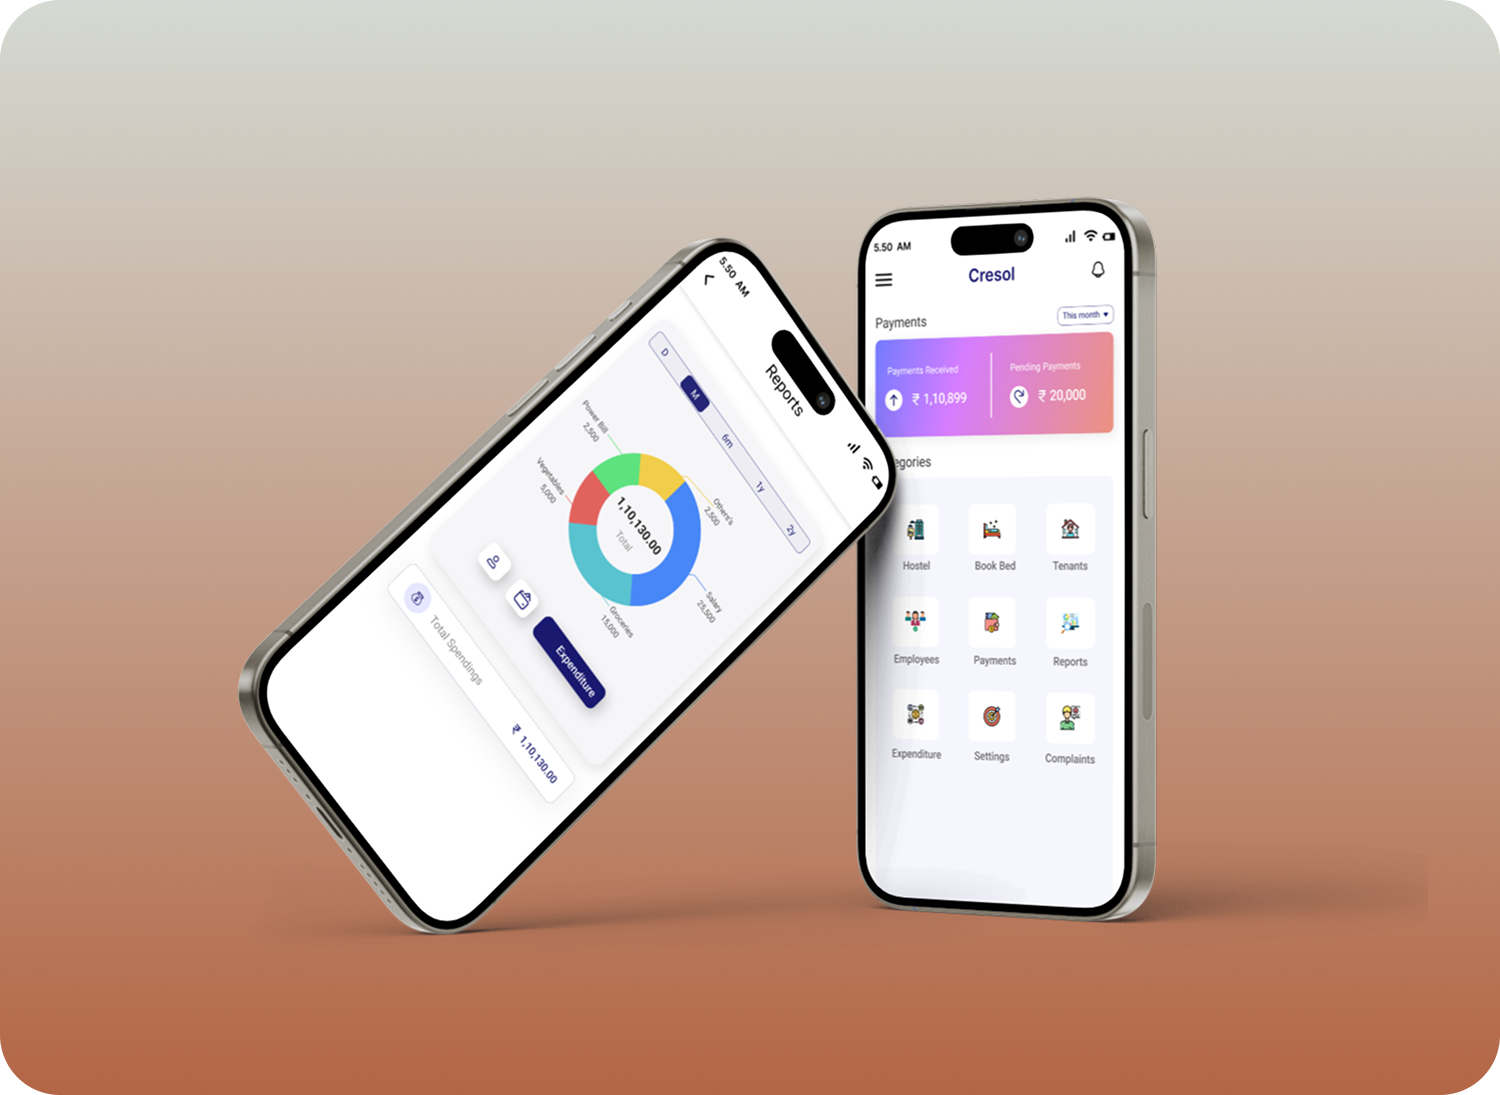 5.50 AM
Reports
D
M
6m
1y
2y
Power Bill
2,500
Vegetables
5,000
Others's
2,500
1,10,130.00
Total
Salary
25,500
Groceries
15,000
Expenditure
Total Spendings
₹ 1,10,130.00
5.50 AM
Cresol
Payments
This month
Payments Received
₹ 1,10,899
Pending Payments
₹ 20,000
egories
Hostel
Book Bed
Tenants
Employees
Payments
Reports
Expenditure
Settings
Complaints